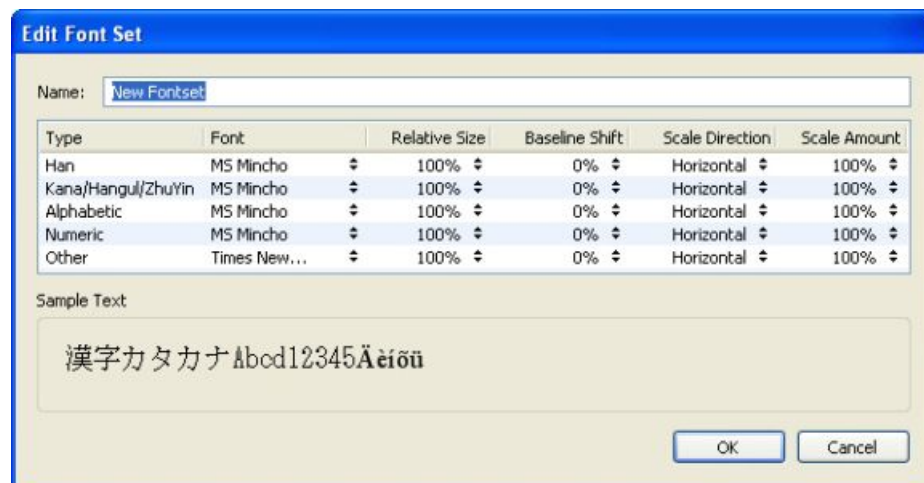 Edit Font Set
Name: New Fontset
Type Font Relative Size Baseline Shift Scale Direction Scale Amount
Han MS Mincho 100% 0% Horizontal 100%
Kana/Hangul/ZhuYin MS Mincho 100% 0% Horizontal 100%
Alphabetic MS Mincho 100% 0% Horizontal 100%
Numeric MS Mincho 100% 0% Horizontal 100%
Other Times New... 100% 0% Horizontal 100%
Sample Text
漢字カタカナAbcd12345Äèíõü
OK Cancel